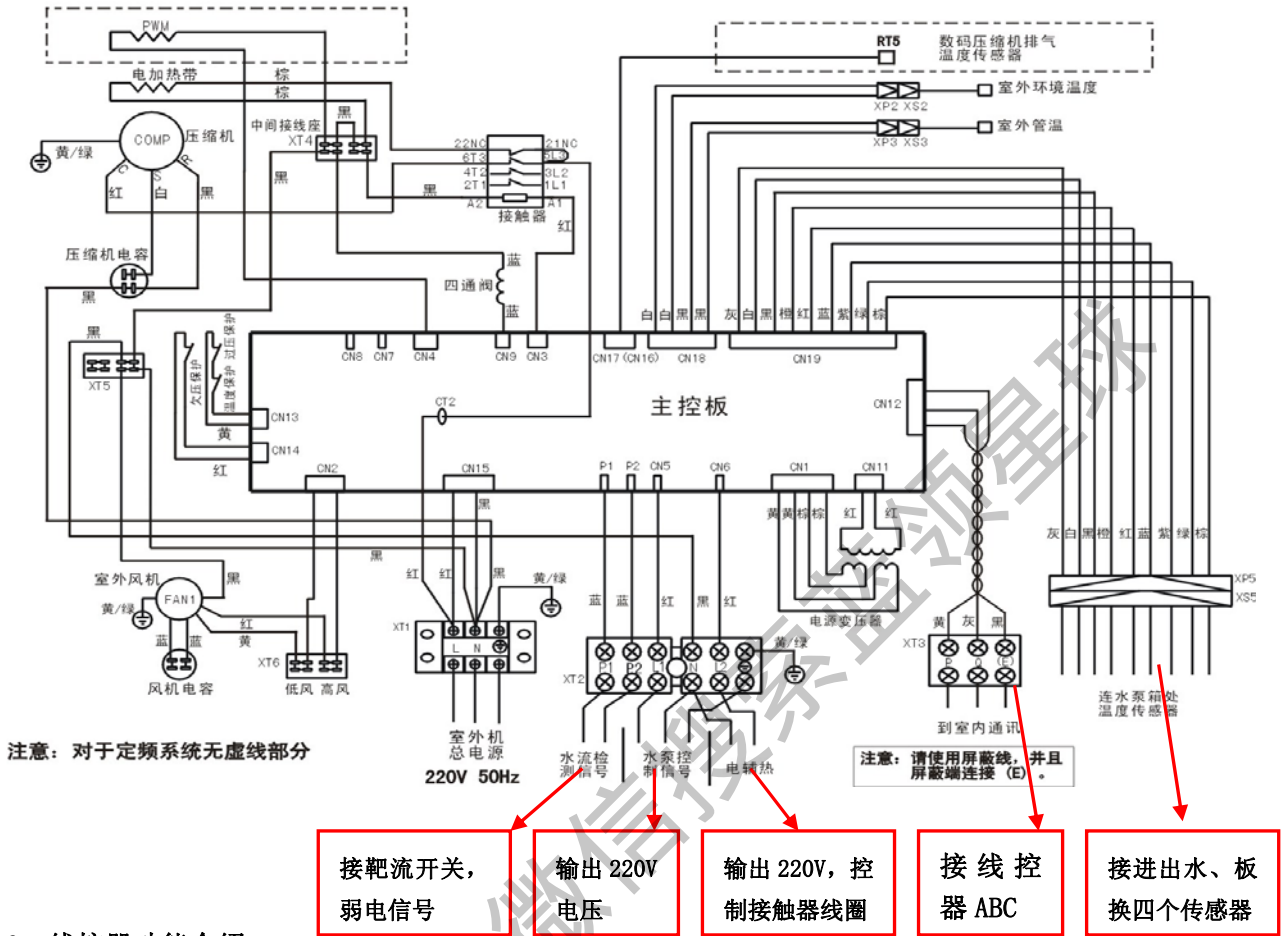 PWM
电加热带
棕
棕
黑
中间接线座
XT4
COMP
压缩机
黄/绿
C
S
R
红
白
黑
黑
22NC
21NC
6T3
5L3
4T2
3L2
2T1
1L1
A2
A1
接触器
黑
红
RT5
数码压缩机排气
温度传感器
XP2 XS2
室外环境温度
XP3 XS3
室外管温
压缩机电容
黑
四通阀
蓝
蓝
白白黑黑
灰白黑橙红蓝紫绿棕
黑
XT5
欠压保护
过压保护
温度保护
CN8
CN7
CN4
CN9
CN3
CN17(CN16)
CN18
CN19
CN13
黄
CN14
红
CT2
主控板
CN12
CN2
CN15
P1
P2
CN5
CN6
CN1
CN11
黑
黄黄棕棕
红
红
黑
室外风机
FAN1
黑
黄/绿
红
黄
蓝
蓝
风机电容
XT6
低风 高风
红
红
黑
黄/绿
XT1
L
N
室外机
总电源
220V 50Hz
蓝
蓝
红
黑
红
黄/绿
XT2
P1
P2
L1
N
L2
电源变压器
水流检
测信号
水泵控
制信号
电辅热
黄
灰
黑
XT3
P
Q
(E)
到室内通讯
灰白黑橙红蓝紫绿棕
XP5
XS5
连水泵箱处
温度传感器
注意：对于定频系统无虚线部分
注意：请使用屏蔽线，并且
屏蔽端连接（E）。
接靶流开关，
弱电信号
输出 220V
电压
输出 220V，控
制接触器线圈
接线控
器 ABC
接进出水、板
换四个传感器
微信搜索蓝领星球